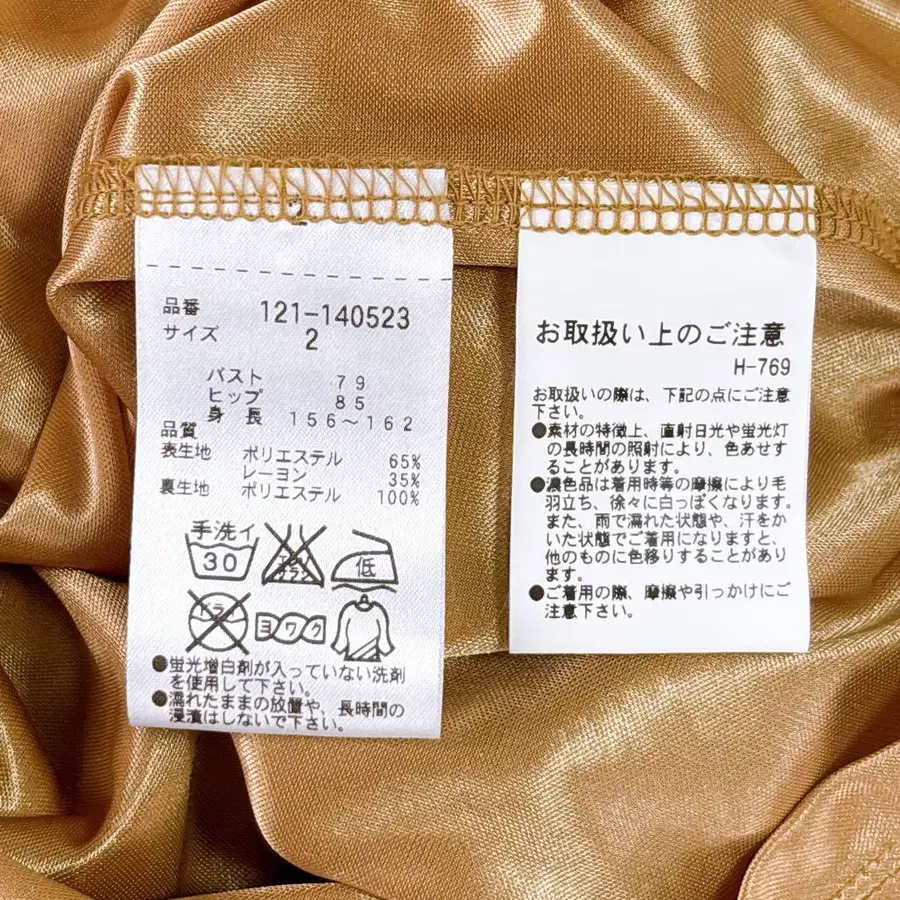 品番 121-140523
サイズ 2
バスト 79
ヒップ 85
身長 156~162
品質
表生地 ポリエステル 65%
レーヨン 35%
裏生地 ポリエステル 100%
手洗イ
30
エンソサラシ
低
ドライ
ヨワク
●蛍光増白剤が入っていない洗剤
を使用して下さい。
●濡れたままの放置や、長時間の
浸漬はしないで下さい。
お取扱い上のご注意
H-769
お取扱いの際は、下記の点にご注意
下さい。
●素材の特徴上、直射日光や蛍光灯
の長時間の照射により、色あせす
ることがあります。
●濃色品は着用時等の摩擦により毛
羽立ち、徐々に白っぽくなります。
また、雨で濡れた状態や、汗をか
いた状態でご着用になりますと、
他のものに色移りすることがあり
ます。
●ご着用の際、摩擦や引っかけにご
注意下さい。